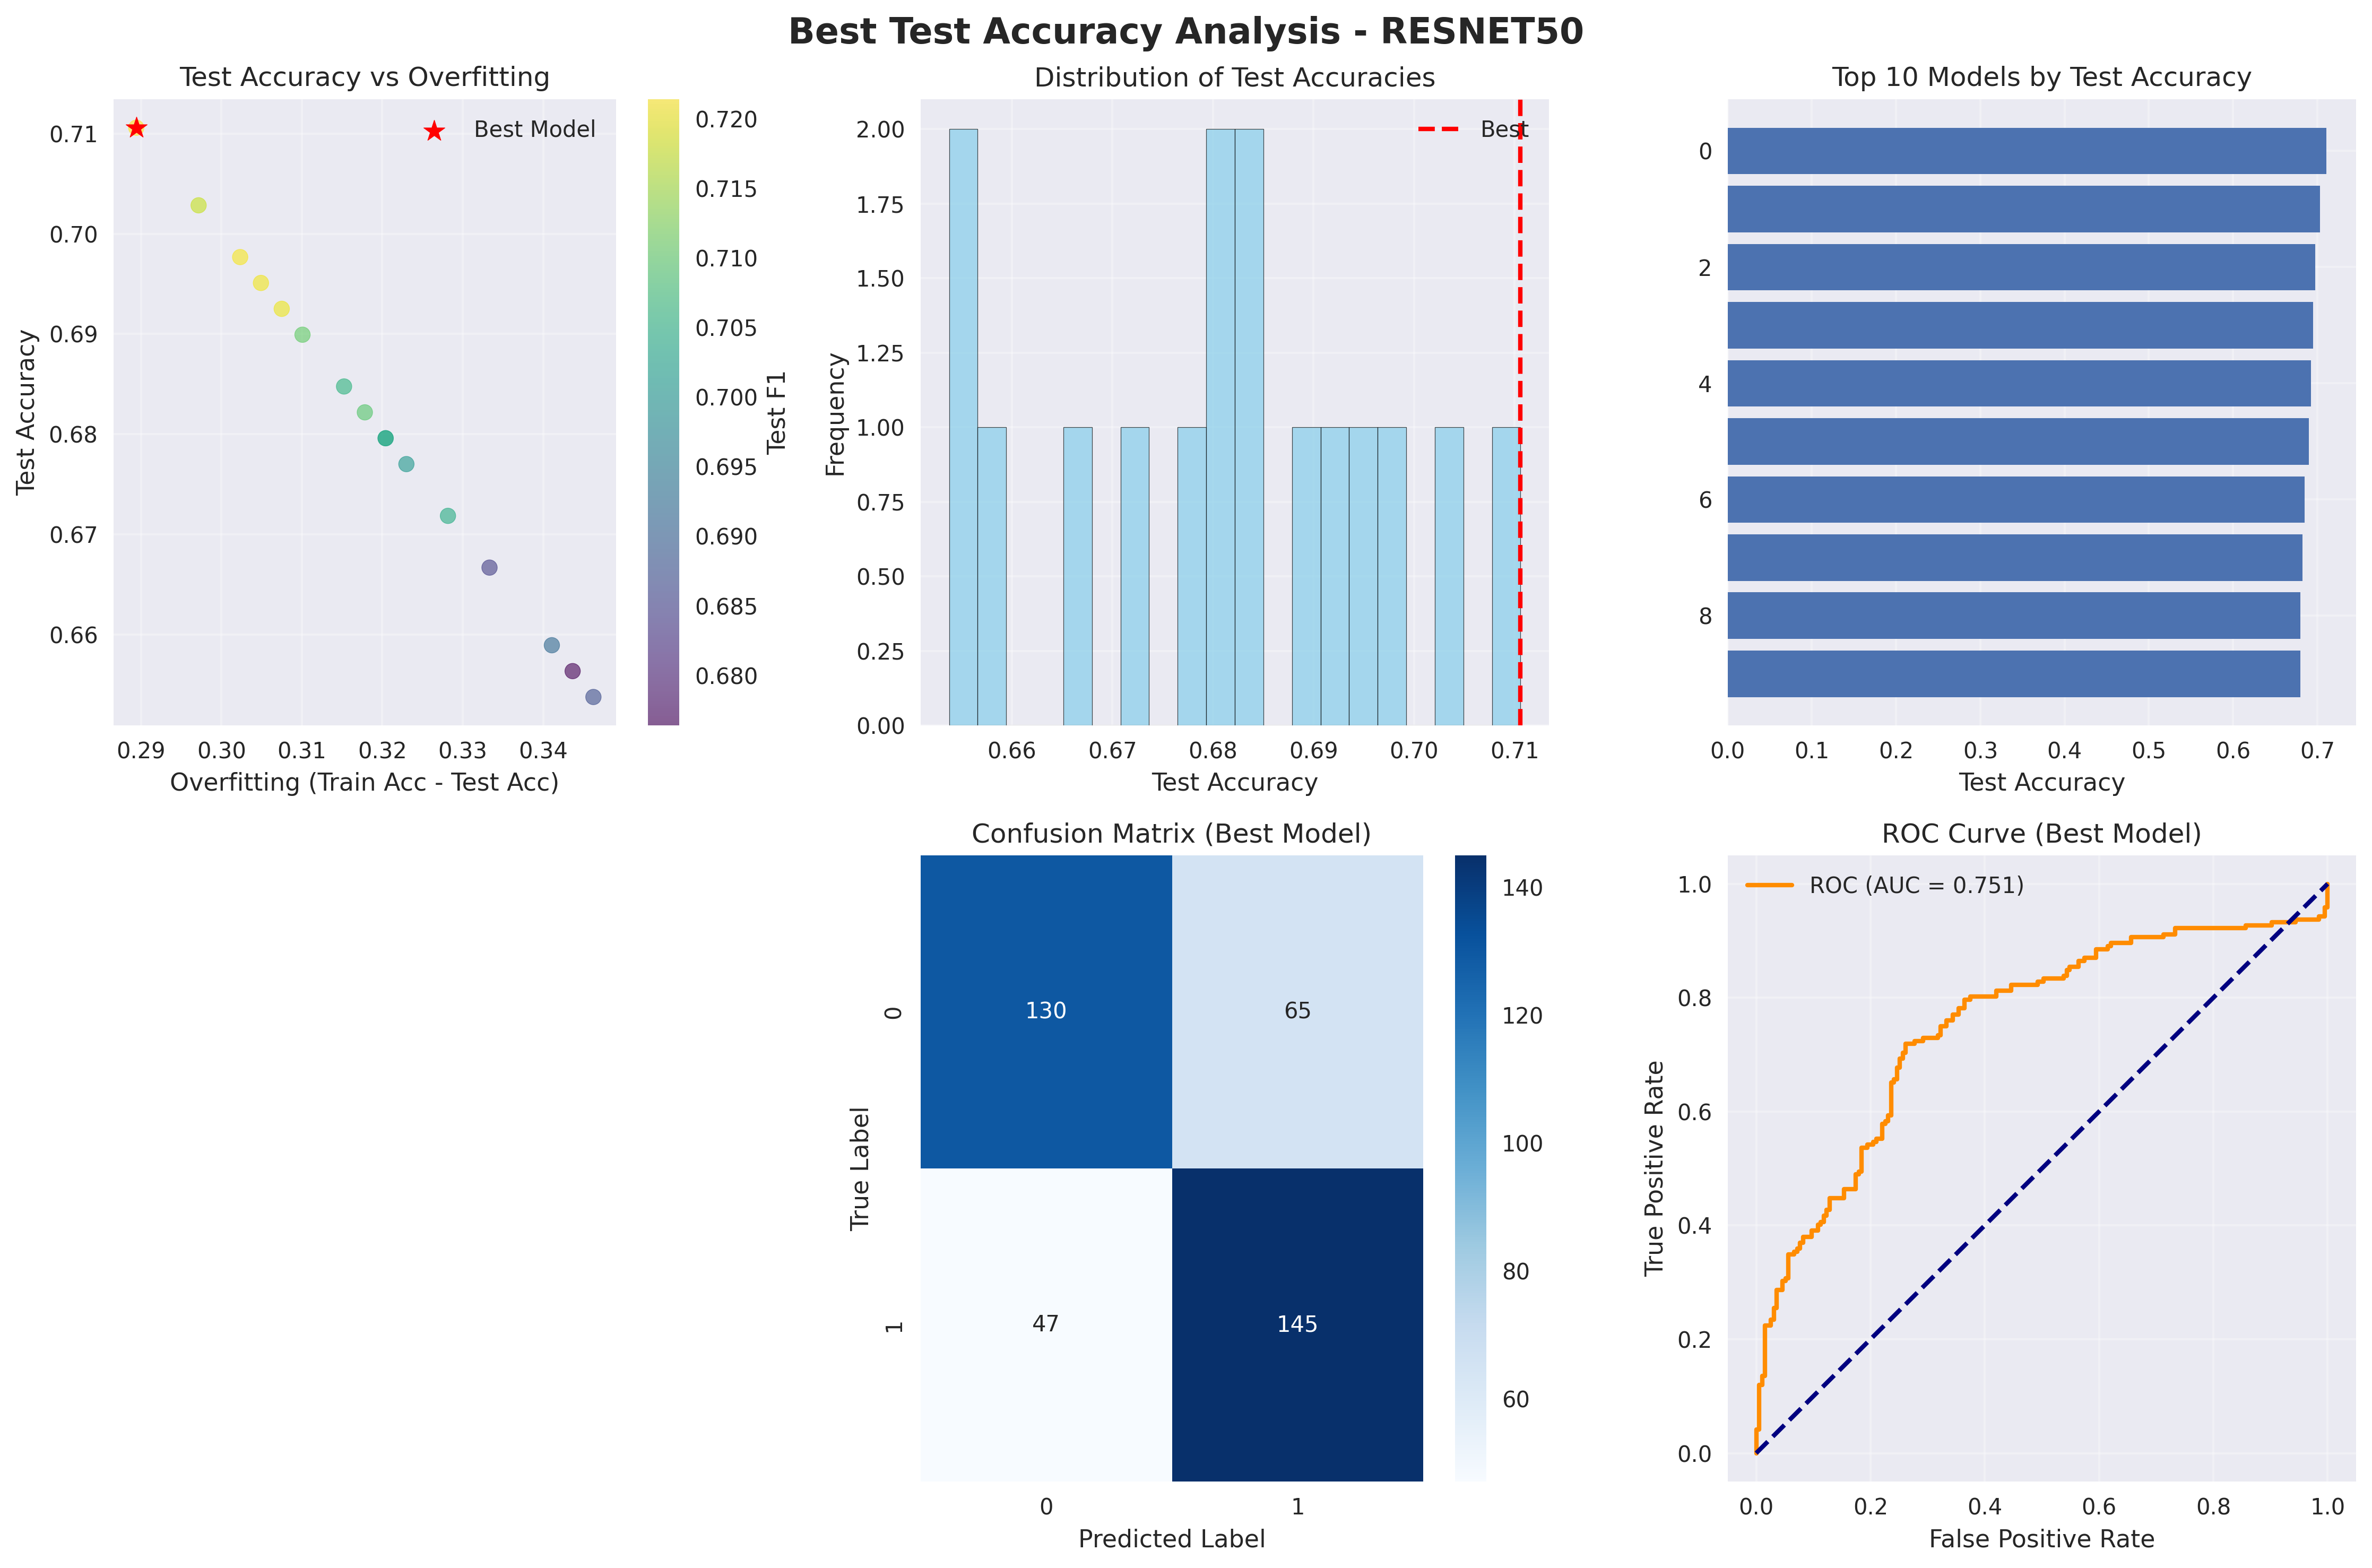 Best Test Accuracy Analysis - RESNET50
Test Accuracy vs Overfitting
Best Model
0.71
0.70
0.69
0.68
0.67
0.66
Test Accuracy
0.29 0.30 0.31 0.32 0.33 0.34
Overfitting (Train Acc - Test Acc)
0.720
0.715
0.710
0.705
0.700
0.695
0.690
0.685
0.680
Test F1
Distribution of Test Accuracies
Best
2.00
1.75
1.50
1.25
1.00
0.75
0.50
0.25
0.00
Frequency
0.66 0.67 0.68 0.69 0.70 0.71
Test Accuracy
Top 10 Models by Test Accuracy
0
2
4
6
8
0.0 0.1 0.2 0.3 0.4 0.5 0.6 0.7
Test Accuracy
Confusion Matrix (Best Model)
130 65
47 145
0
1
True Label
0 1
Predicted Label
140
120
100
80
60
ROC Curve (Best Model)
ROC (AUC = 0.751)
1.0
0.8
0.6
0.4
0.2
0.0
True Positive Rate
0.0 0.2 0.4 0.6 0.8 1.0
False Positive Rate